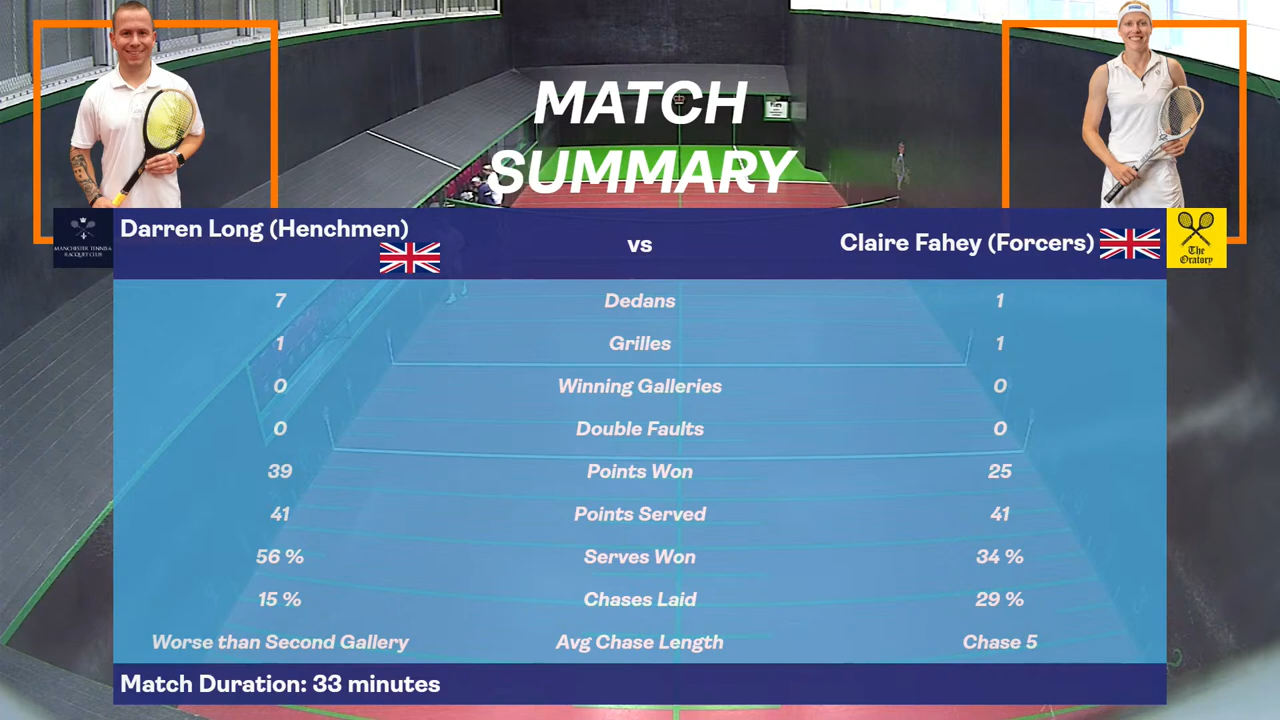 MATCH
SUMMARY
Darren Long (Henchmen)
vs
Claire Fahey (Forcers)
MANCHESTER TENNIS &
RACQUET CLUB
The
Oratory
7 Dedans 1
1 Grilles 1
0 Winning Galleries 0
0 Double Faults 0
39 Points Won 25
41 Points Served 41
56 % Serves Won 34 %
15 % Chases Laid 29 %
Worse than Second Gallery Avg Chase Length Chase 5
Match Duration: 33 minutes